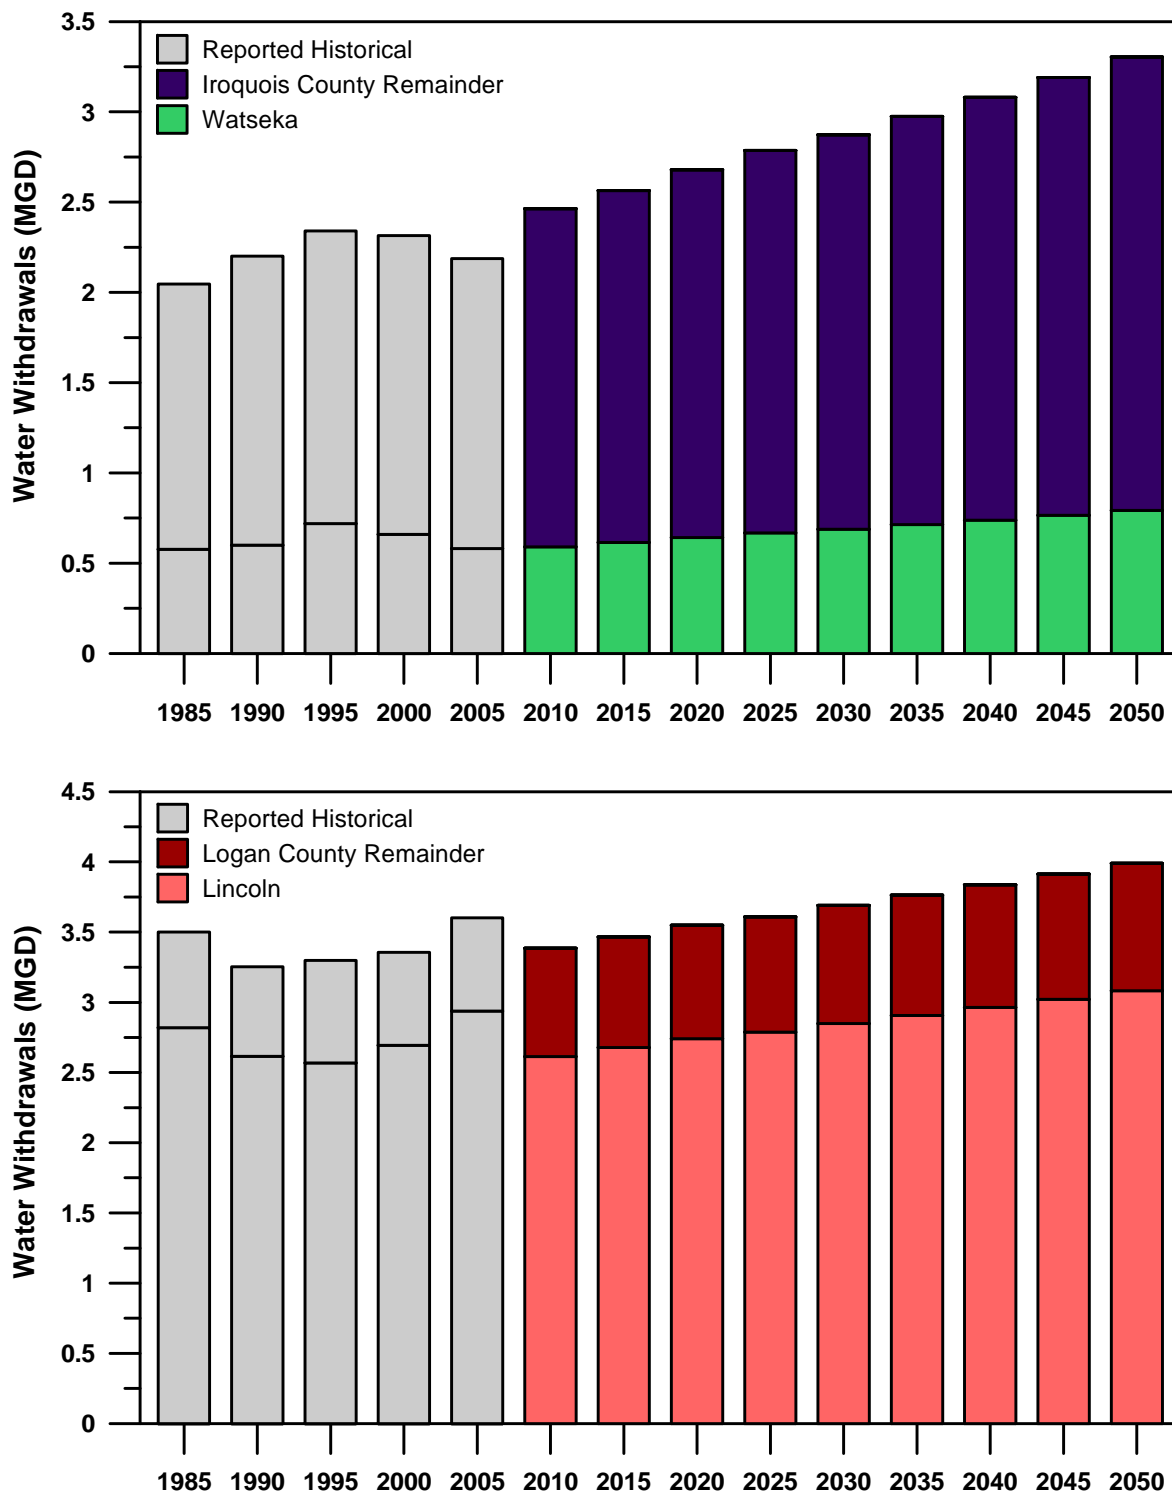 3.5
3
2.5
2
1.5
1
0.5
0
Water Withdrawals (MGD)
Reported Historical
Iroquois County Remainder
Watseka
1985 1990 1995 2000 2005 2010 2015 2020 2025 2030 2035 2040 2045 2050
4.5
4
3.5
3
2.5
2
1.5
1
0.5
0
Water Withdrawals (MGD)
Reported Historical
Logan County Remainder
Lincoln
1985 1990 1995 2000 2005 2010 2015 2020 2025 2030 2035 2040 2045 2050